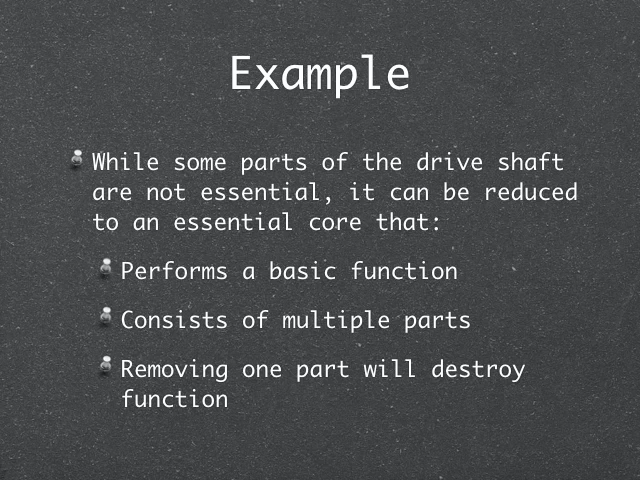 Example
While some parts of the drive shaft
are not essential, it can be reduced
to an essential core that:
Performs a basic function
Consists of multiple parts
Removing one part will destroy
function